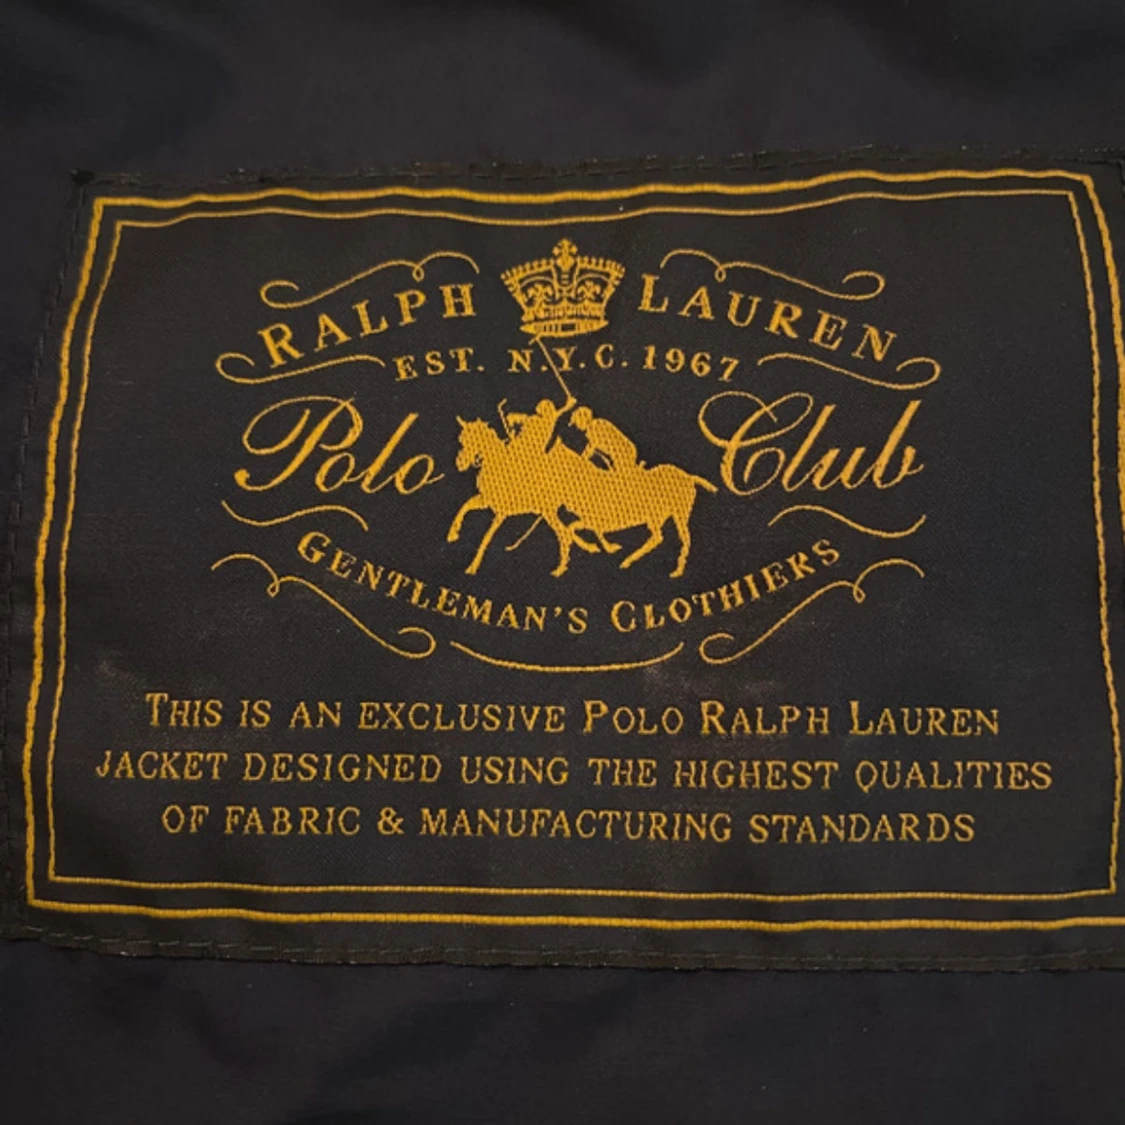 RALPH LAUREN
EST. N.Y.C. 1967
Polo Club
GENTLEMAN'S CLOTHIERS
THIS IS AN EXCLUSIVE POLO RALPH LAUREN
JACKET DESIGNED USING THE HIGHEST QUALITIES
OF FABRIC & MANUFACTURING STANDARDS